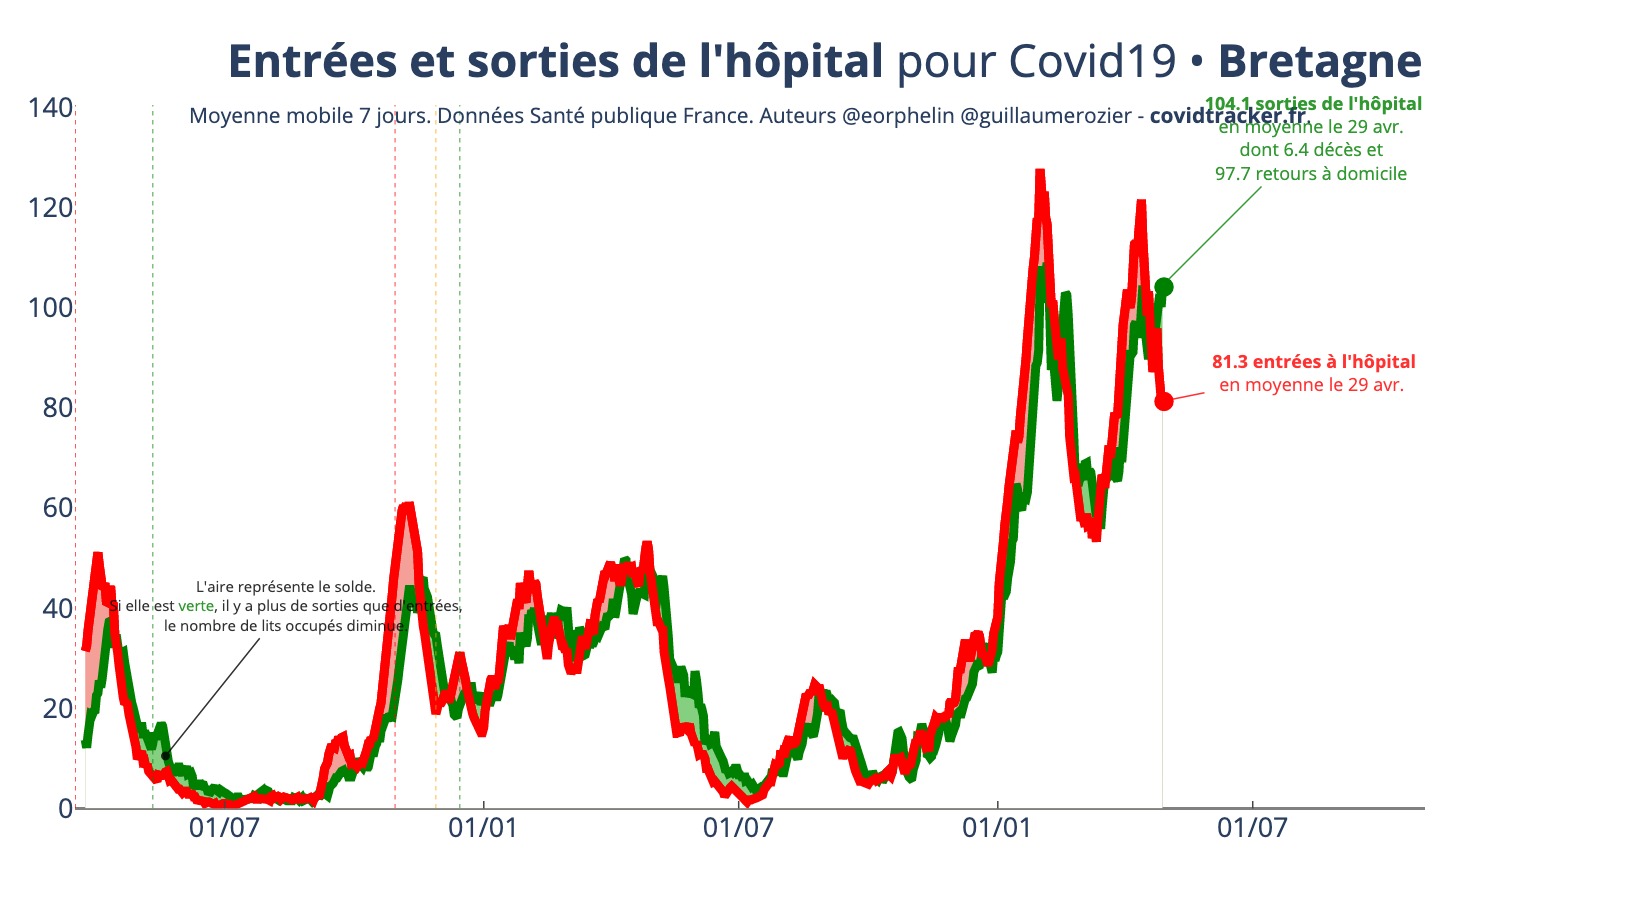 Entrées et sorties de l'hôpital pour Covid19 • Bretagne
Moyenne mobile 7 jours. Données Santé publique France. Auteurs @eorphelin @guillaumerozier - covidtracker.fr.
104.1 sorties de l'hôpital
en moyenne le 29 avr.
dont 6.4 décès et
97.7 retours à domicile
81.3 entrées à l'hôpital
en moyenne le 29 avr.
L'aire représente le solde.
Si elle est verte, il y a plus de sorties que d'entrées,
le nombre de lits occupés diminue.
140
120
100
80
60
40
20
0
01/07
01/01
01/07
01/01
01/07